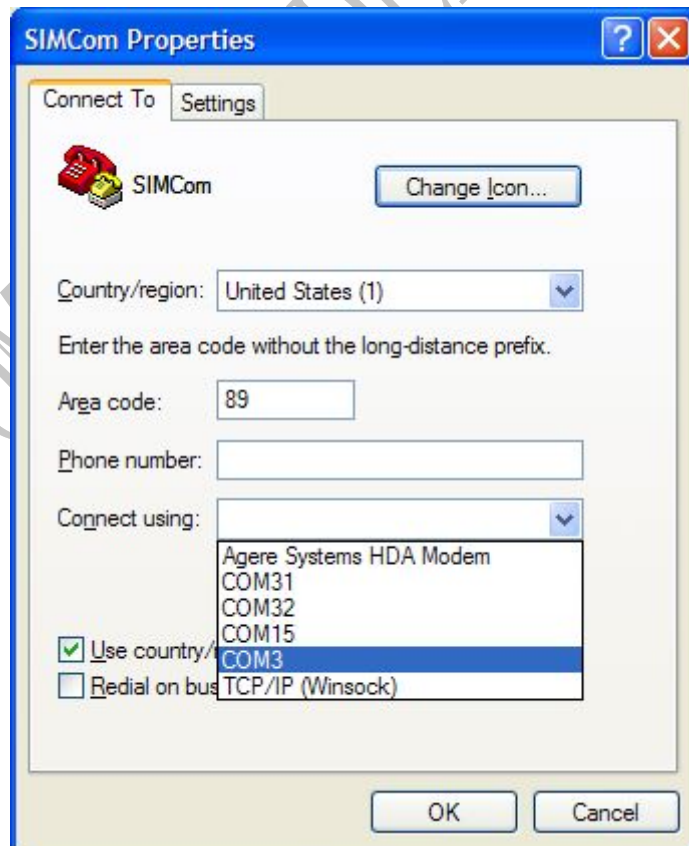 SIMCom Properties
Connect To Settings
SIMCom
Change Icon...
Country/region: United States (1)
Enter the area code without the long-distance prefix.
Area code: 89
Phone number:
Connect using:
Agere Systems HDA Modem
COM31
COM32
COM15
Use country/
COM3
Redial on bus
TCP/IP (Winsock)
OK Cancel